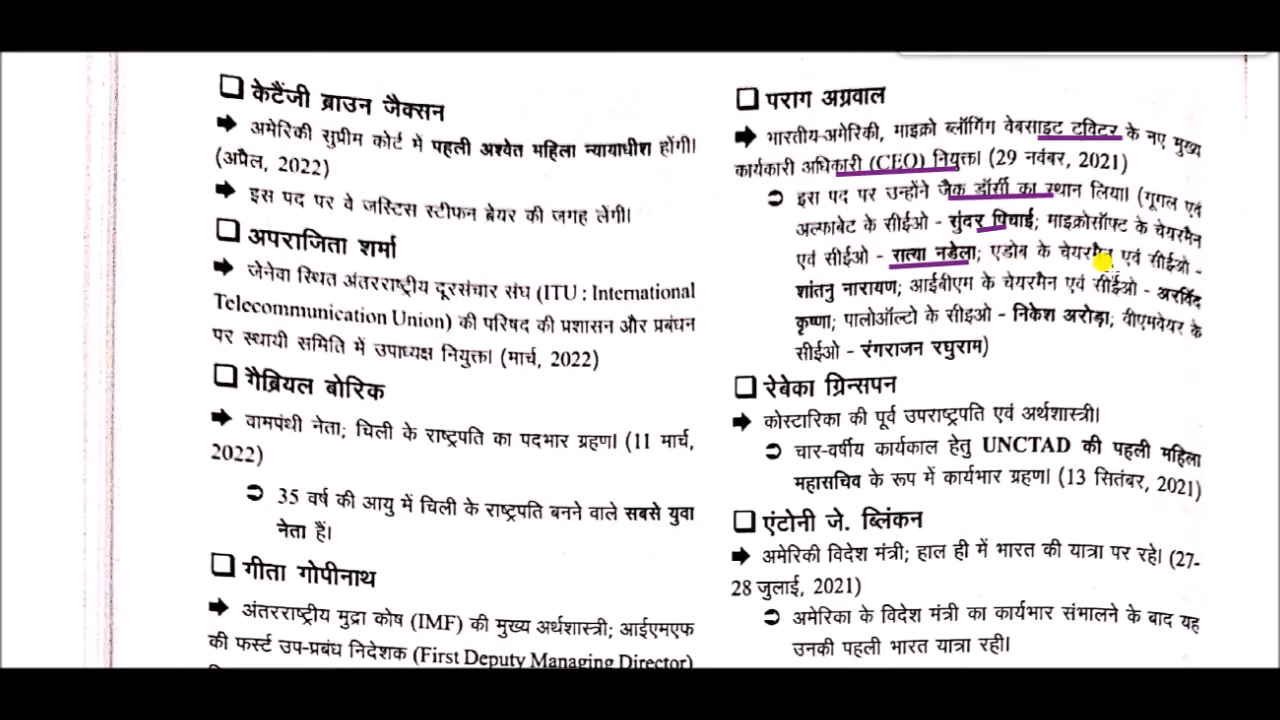 ❑ केटैंजी ब्राउन जैक्सन
➡ अमेरिकी सुप्रीम कोर्ट में पहली अश्वेत महिला न्यायाधीश होंगी।
(अप्रैल, 2022)
➡ इस पद पर वे जस्टिस स्टीफन ब्रेयर की जगह लेंगी।
❑ अपराजिता शर्मा
➡ जेनेवा स्थित अंतरराष्ट्रीय दूरसंचार संघ (ITU : International
Telecommunication Union) की परिषद की प्रशासन और प्रबंधन
पर स्थायी समिति में उपाध्यक्ष नियुक्त। (मार्च, 2022)
❑ गैब्रियल बोरिक
➡ वामपंथी नेता; चिली के राष्ट्रपति का पदभार ग्रहण। (11 मार्च,
2022)
➲ 35 वर्ष की आयु में चिली के राष्ट्रपति बनने वाले सबसे युवा
नेता हैं।
❑ गीता गोपीनाथ
➡ अंतरराष्ट्रीय मुद्रा कोष (IMF) की मुख्य अर्थशास्त्री; आईएमएफ
की फर्स्ट उप-प्रबंध निदेशक (First Deputy Managing Director)
❑ पराग अग्रवाल
➡ भारतीय-अमेरिकी, माइक्रो ब्लॉगिंग वेबसाइट ट्विटर के नए मुख्य
कार्यकारी अधिकारी (CEO) नियुक्त। (29 नवंबर, 2021)
➲ इस पद पर उन्होंने जैक डॉर्सी का स्थान लिया। (गूगल एवं
अल्फाबेट के सीईओ - सुंदर पिचाई; माइक्रोसॉफ्ट के चेयरमैन
एवं सीईओ - सत्या नडेला; एडोब के चेयरमैन एवं सीईओ -
शांतनु नारायण; आईबीएम के चेयरमैन एवं सीईओ - अरविंद
कृष्णा; पालोऑल्टो के सीइओ - निकेश अरोड़ा; वीएमवेयर के
सीईओ - रंगराजन रघुराम)
❑ रेबेका ग्रिन्सपन
➡ कोस्टारिका की पूर्व उपराष्ट्रपति एवं अर्थशास्त्री।
➲ चार-वर्षीय कार्यकाल हेतु UNCTAD की पहली महिला
महासचिव के रूप में कार्यभार ग्रहण। (13 सितंबर, 2021)
❑ एंटोनी जे. ब्लिंकन
➡ अमेरिकी विदेश मंत्री; हाल ही में भारत की यात्रा पर रहे। (27-
28 जुलाई, 2021)
➲ अमेरिका के विदेश मंत्री का कार्यभार संभालने के बाद यह
उनकी पहली भारत यात्रा रही।